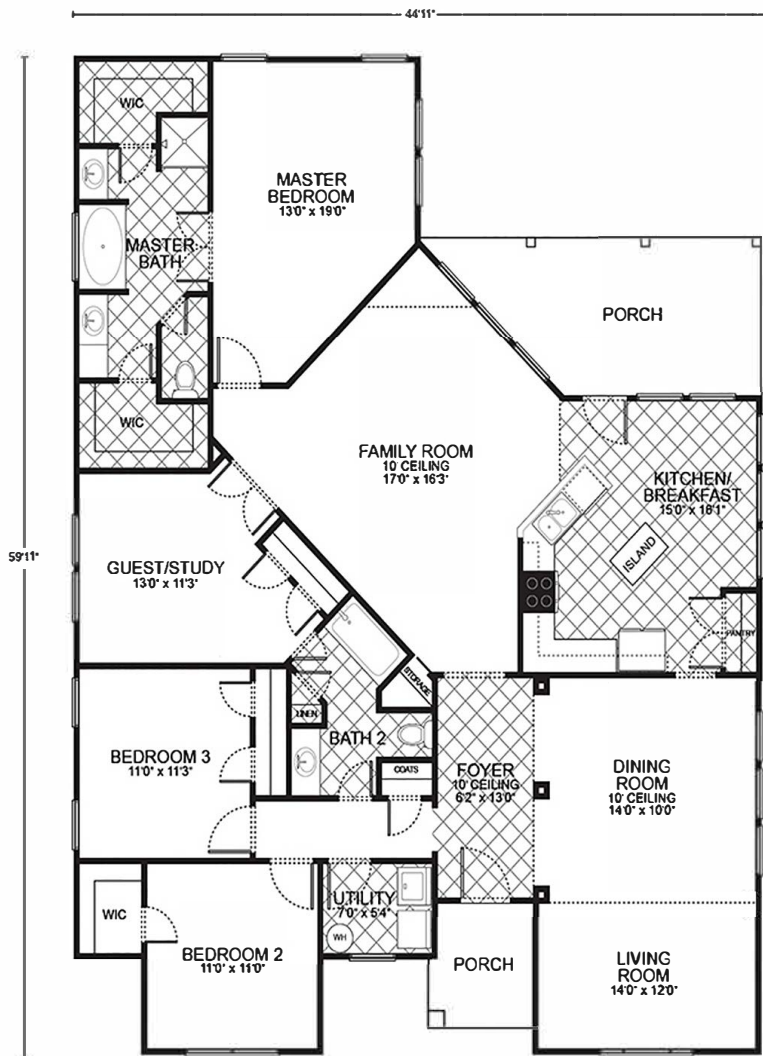 44'11"
WIC
MASTER
BEDROOM
13'0" x 19'0"
MASTER
BATH
PORCH
WIC
FAMILY ROOM
10' CEILING
17'0" x 16'3"
KITCHEN/
BREAKFAST
15'0" x 16'1"
ISLAND
59'11"
GUEST/STUDY
13'0" x 11'3"
PANTRY
STORAGE
LINEN
BATH 2
BEDROOM 3
11'0" x 11'3"
COATS
FOYER
10' CEILING
6'2" x 13'0"
DINING
ROOM
10' CEILING
14'0" x 10'0"
UTILITY
7'0" x 5'4"
WIC
WH
BEDROOM 2
11'0" x 11'0"
PORCH
LIVING
ROOM
14'0" x 12'0"